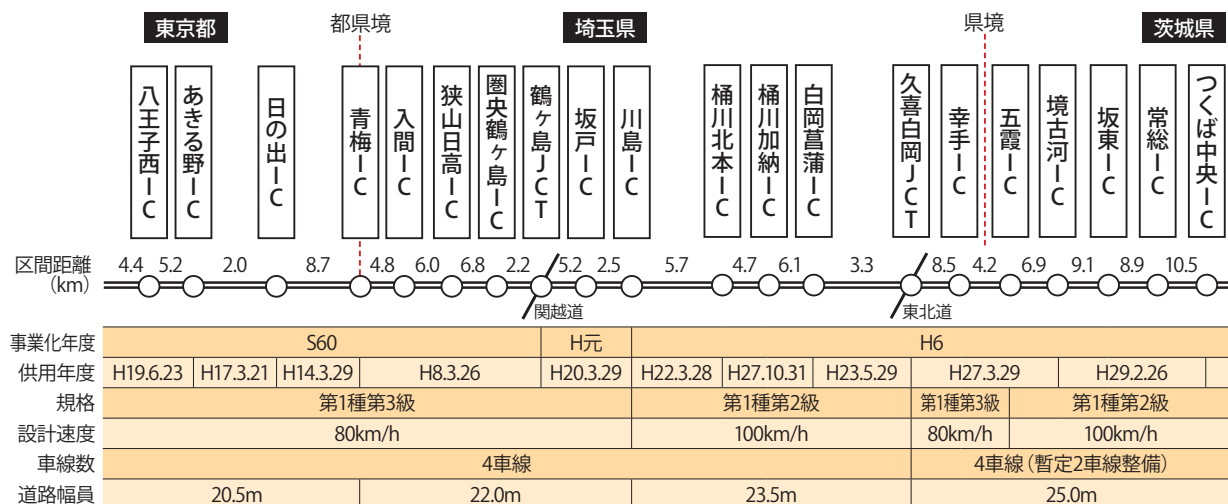 東京都 都県境 埼玉県 県境 茨城県
八王子西IC
あきる野IC
日の出IC
青梅IC
入間IC
狭山日高IC
圏央鶴ヶ島IC
鶴ヶ島JCT
坂戸IC
川島IC
桶川北本IC
桶川加納IC
白岡菖蒲IC
久喜白岡JCT
幸手IC
五霞IC
境古河IC
坂東IC
常総IC
つくば中央IC
区間距離
(km)
4.4 5.2 2.0 8.7 4.8 6.0 6.8 2.2 5.2 2.5 5.7 4.7 6.1 3.3 8.5 4.2 6.9 9.1 8.9 10.5
関越道 東北道
事業化年度 S60 H元 H6
供用年度 H19.6.23 H17.3.21 H14.3.29 H8.3.26 H20.3.29 H22.3.28 H27.10.31 H23.5.29 H27.3.29 H29.2.26
規格 第1種第3級 第1種第2級 第1種第3級 第1種第2級
設計速度 80km/h 100km/h 80km/h 100km/h
車線数 4車線 4車線(暫定2車線整備)
道路幅員 20.5m 22.0m 23.5m 25.0m